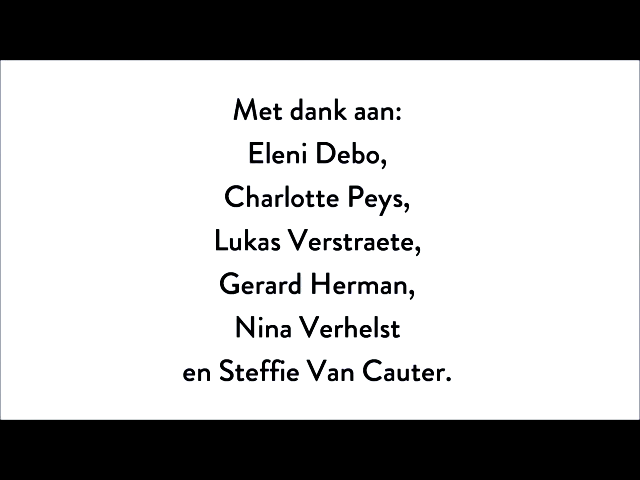 Met dank aan:
Eleni Debo,
Charlotte Peys,
Lukas Verstraete,
Gerard Herman,
Nina Verhelst
en Steffie Van Cauter.